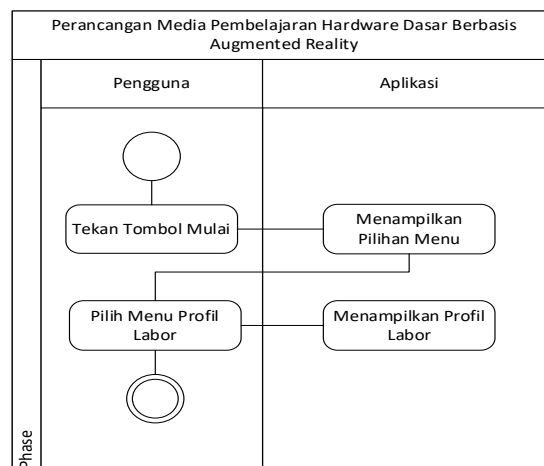 Perancangan Media Pembelajaran Hardware Dasar Berbasis
Augmented Reality
Pengguna
Aplikasi
Tekan Tombol Mulai
Menampilkan
Pilihan Menu
Pilih Menu Profil
Labor
Menampilkan Profil
Labor
Phase